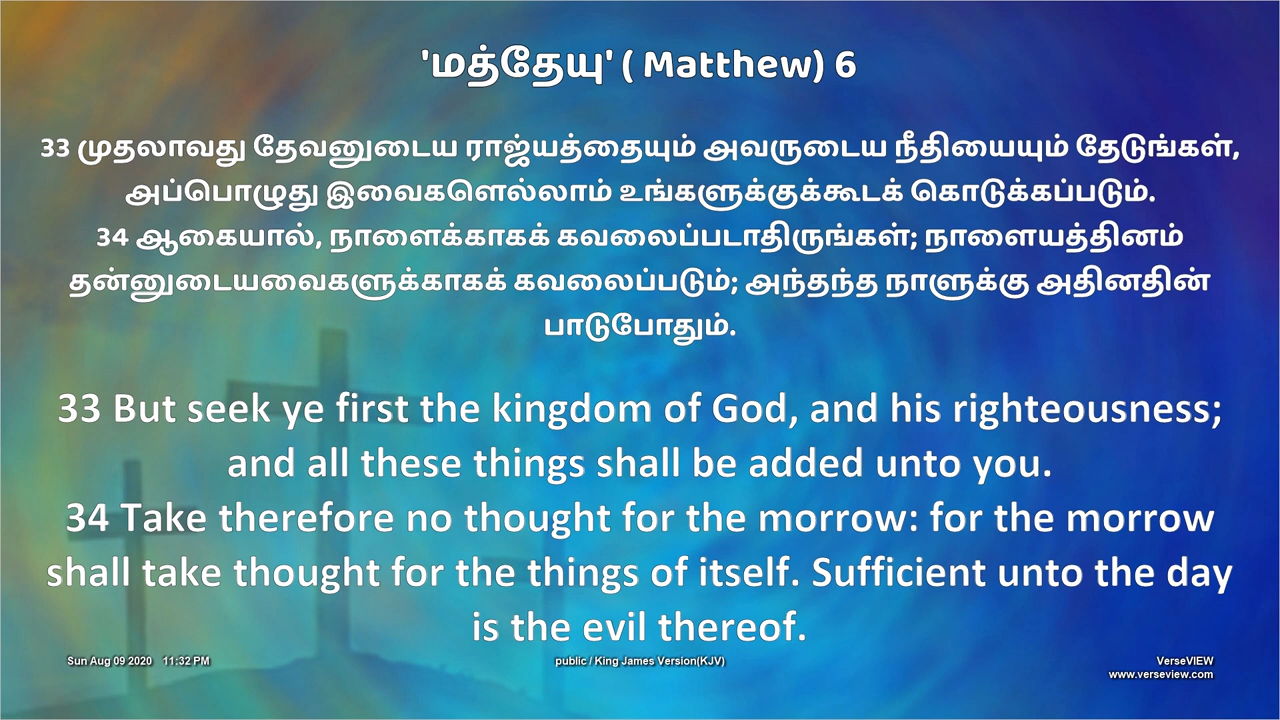 'மத்தேயு' ( Matthew) 6
33 முதலாவது தேவனுடைய ராஜ்யத்தையும் அவருடைய நீதியையும் தேடுங்கள்,
அப்பொழுது இவைகளெல்லாம் உங்களுக்குக்கூடக் கொடுக்கப்படும்.
34 ஆகையால், நாளைக்காகக் கவலைப்படாதிருங்கள்; நாளையத்தினம்
தன்னுடையவைகளுக்காகக் கவலைப்படும்; அந்தந்த நாளுக்கு அதினதின்
பாடுபோதும்.
33 But seek ye first the kingdom of God, and his righteousness;
and all these things shall be added unto you.
34 Take therefore no thought for the morrow: for the morrow
shall take thought for the things of itself. Sufficient unto the day
is the evil thereof.
Sun Aug 09 2020 11:32 PM
public / King James Version(KJV)
VerseVIEW
www.verseview.com